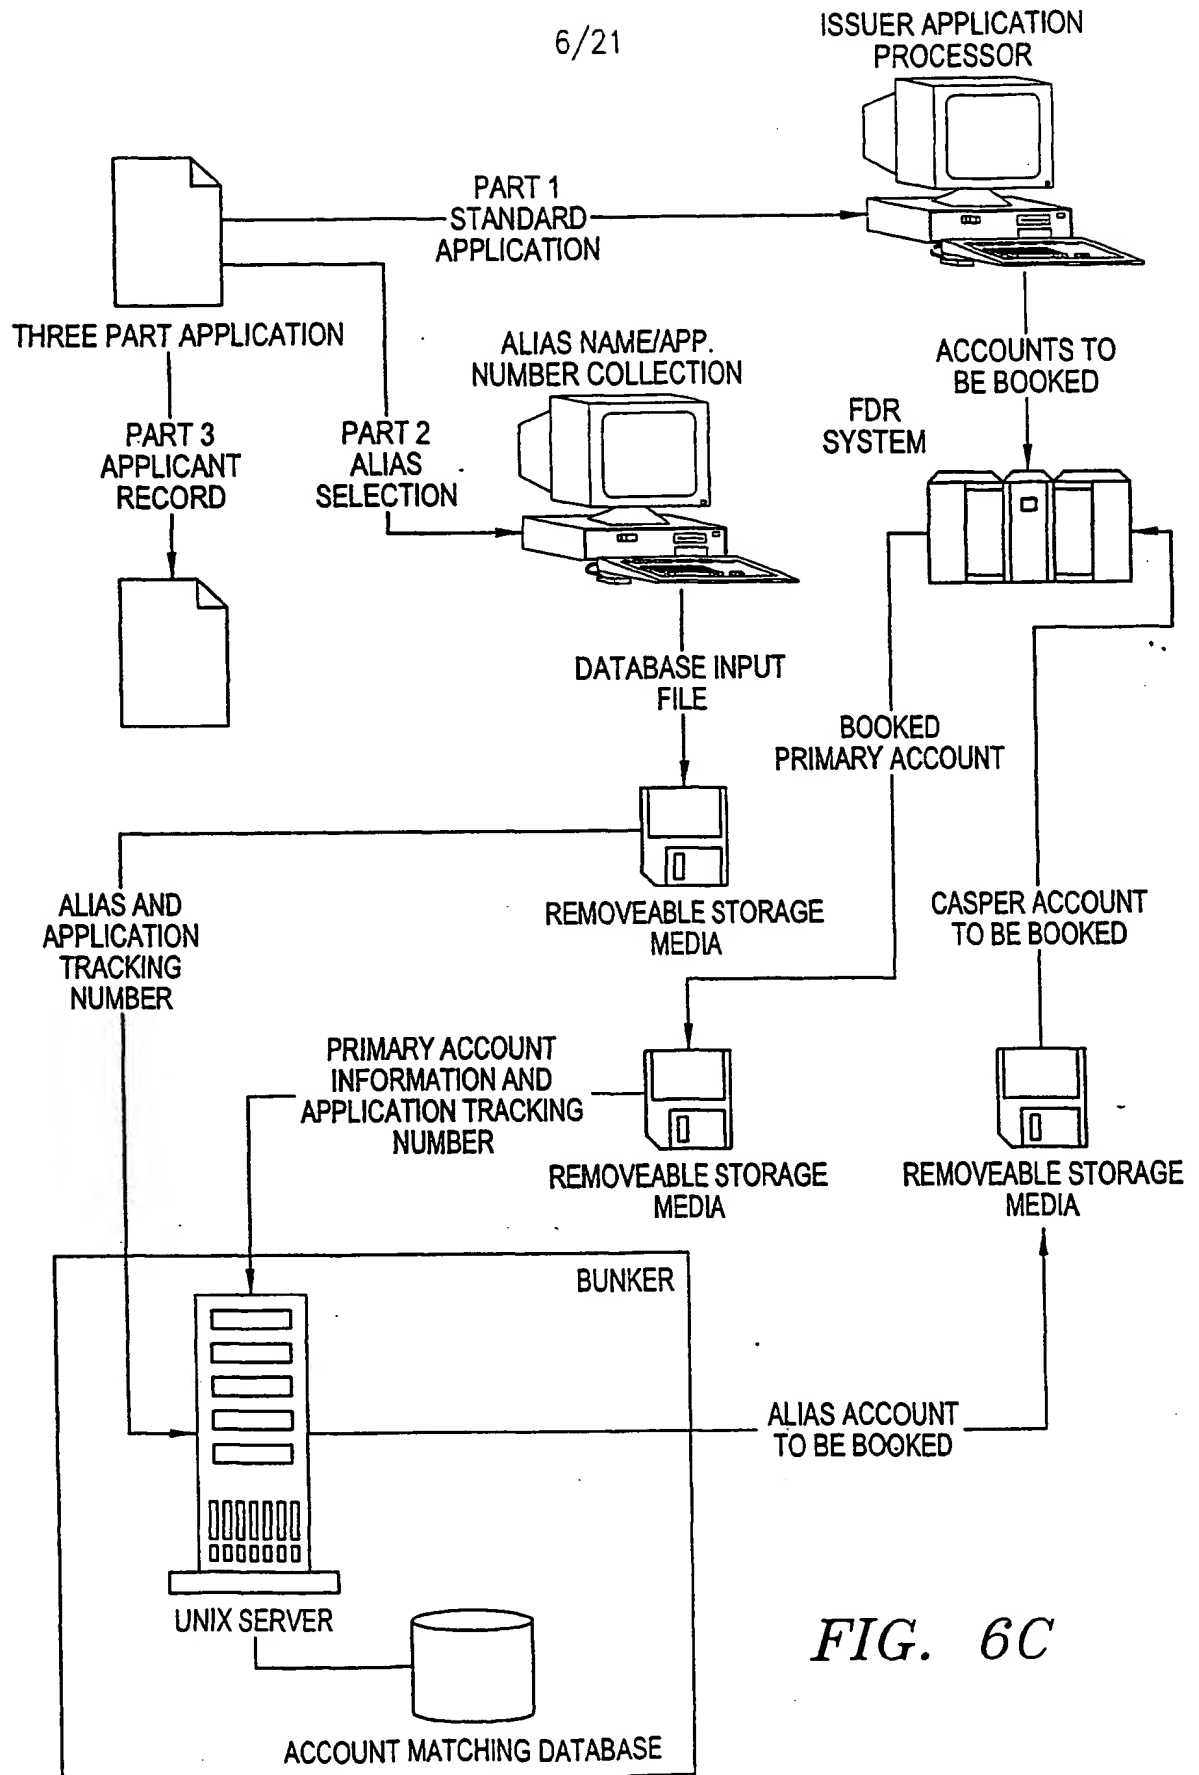 6/21
ISSUER APPLICATION
PROCESSOR
PART 1
STANDARD
APPLICATION
THREE PART APPLICATION
ALIAS NAME/APP.
NUMBER COLLECTION
ACCOUNTS TO
BE BOOKED
FDR
SYSTEM
PART 3
APPLICANT
RECORD
PART 2
ALIAS
SELECTION
DATABASE INPUT
FILE
BOOKED
PRIMARY ACCOUNT
ALIAS AND
APPLICATION
TRACKING
NUMBER
REMOVEABLE STORAGE
MEDIA
CASPER ACCOUNT
TO BE BOOKED
PRIMARY ACCOUNT
INFORMATION AND
APPLICATION TRACKING
NUMBER
REMOVEABLE STORAGE
MEDIA
REMOVEABLE STORAGE
MEDIA
BUNKER
ALIAS ACCOUNT
TO BE BOOKED
UNIX SERVER
ACCOUNT MATCHING DATABASE
FIG. 6C